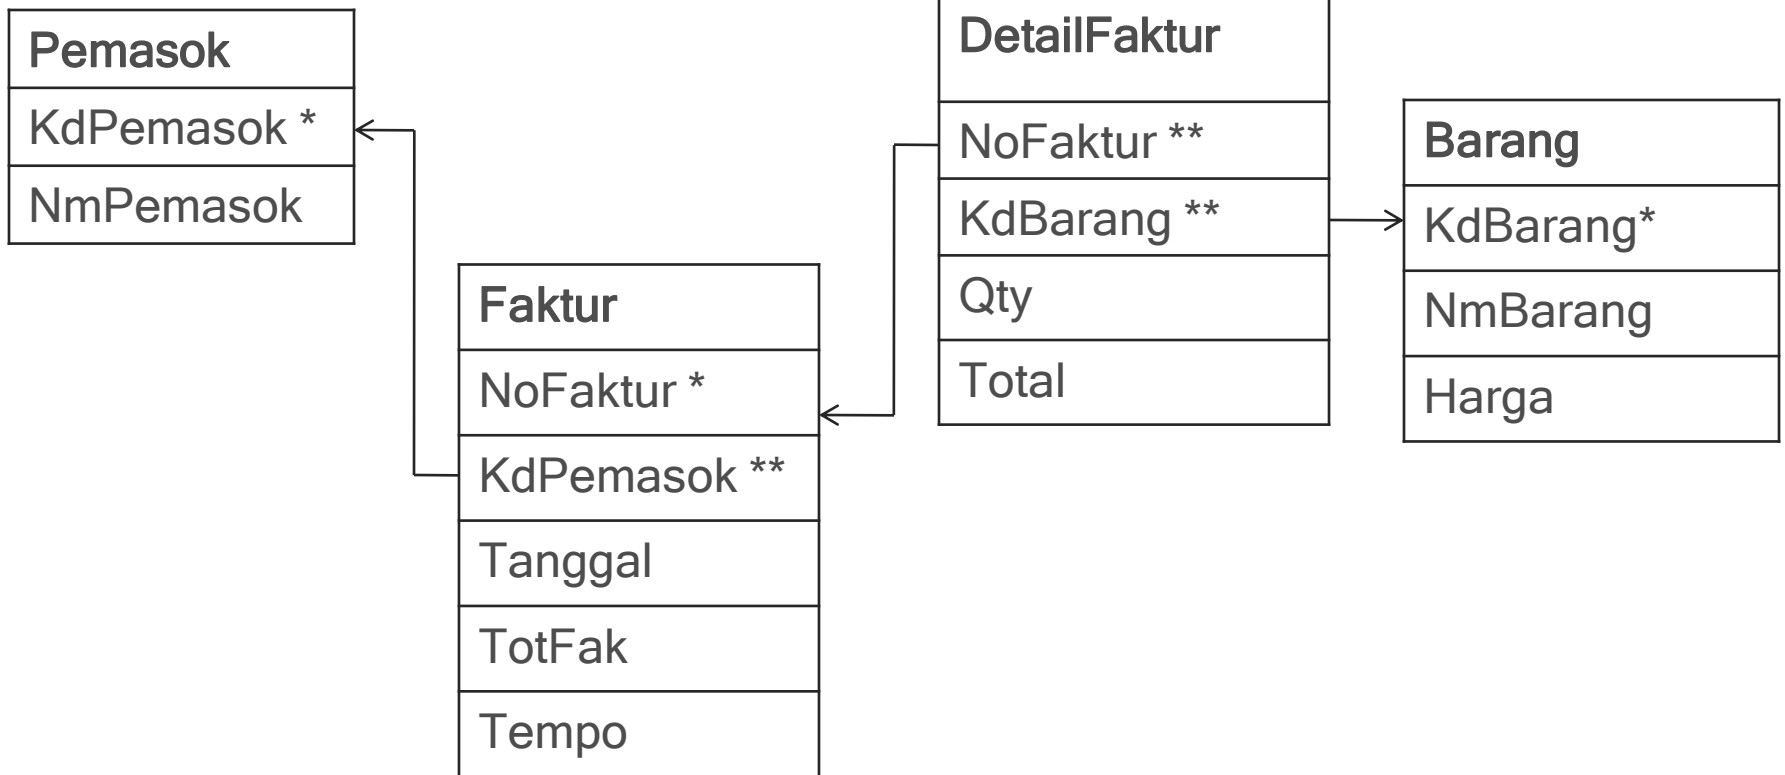 Pemasok
KdPemasok *
NmPemasok
Faktur
NoFaktur *
KdPemasok **
Tanggal
TotFak
Tempo
DetailFaktur
NoFaktur **
KdBarang **
Qty
Total
Barang
KdBarang*
NmBarang
Harga